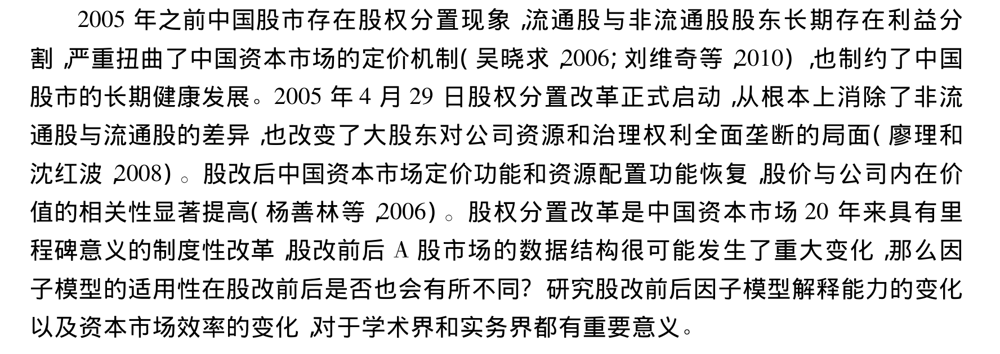 2005 年之前中国股市存在股权分置现象,流通股与非流通股股东长期存在利益分
割,严重扭曲了中国资本市场的定价机制(吴晓求,2006;刘维奇等,2010),也制约了中国
股市的长期健康发展。2005 年 4 月 29 日股权分置改革正式启动,从根本上消除了非流
通股与流通股的差异,也改变了大股东对公司资源和治理权利全面垄断的局面(廖理和
沈红波,2008)。股改后中国资本市场定价功能和资源配置功能恢复,股价与公司内在价
值的相关性显著提高(杨善林等,2006)。股权分置改革是中国资本市场 20 年来具有里
程碑意义的制度性改革,股改前后 A 股市场的数据结构很可能发生了重大变化,那么因
子模型的适用性在股改前后是否也会有所不同? 研究股改前后因子模型解释能力的变化
以及资本市场效率的变化,对于学术界和实务界都有重要意义。